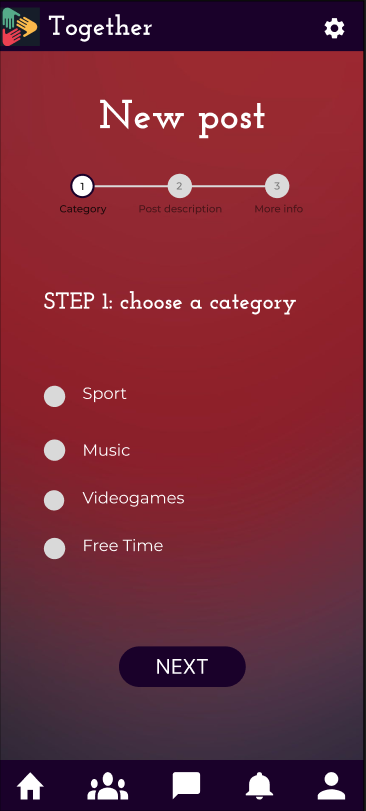 Together
New post
1 2 3
Category Post description More info
STEP 1: choose a category
Sport
Music
Videogames
Free Time
NEXT